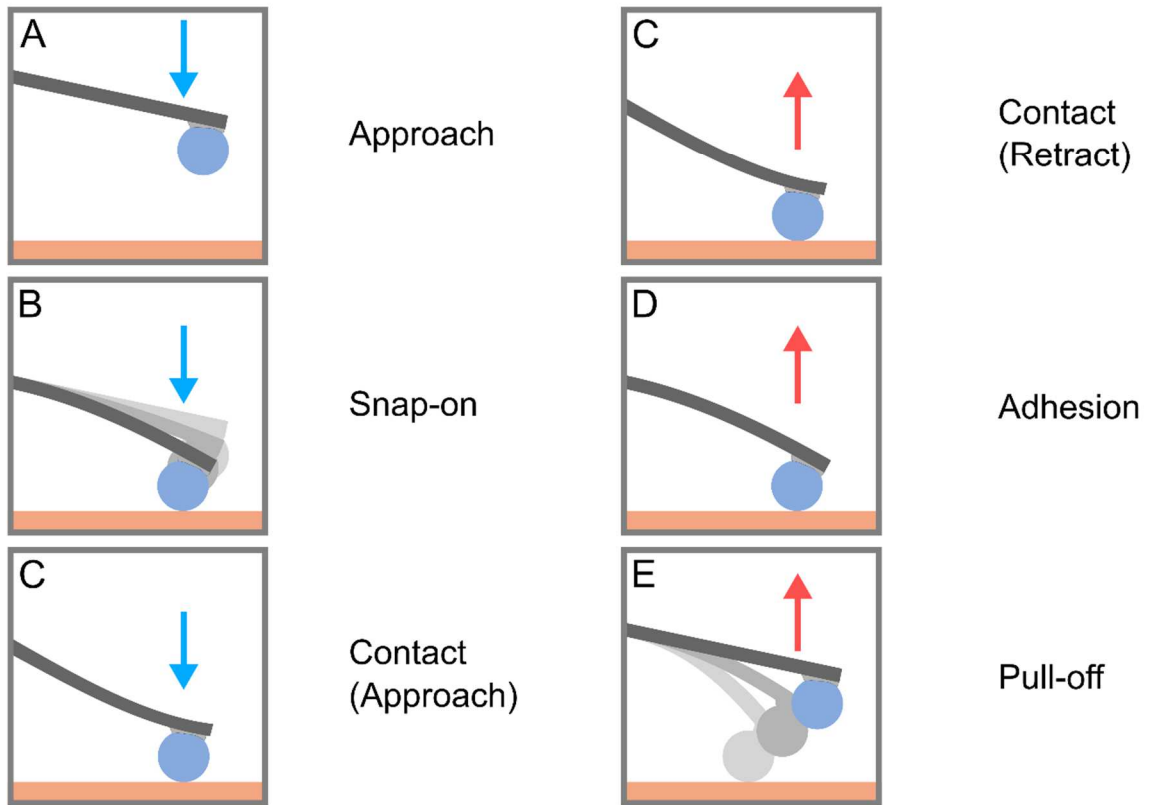 A
Approach
B
Snap-on
C
Contact
(Approach)
C
Contact
(Retract)
D
Adhesion
E
Pull-off